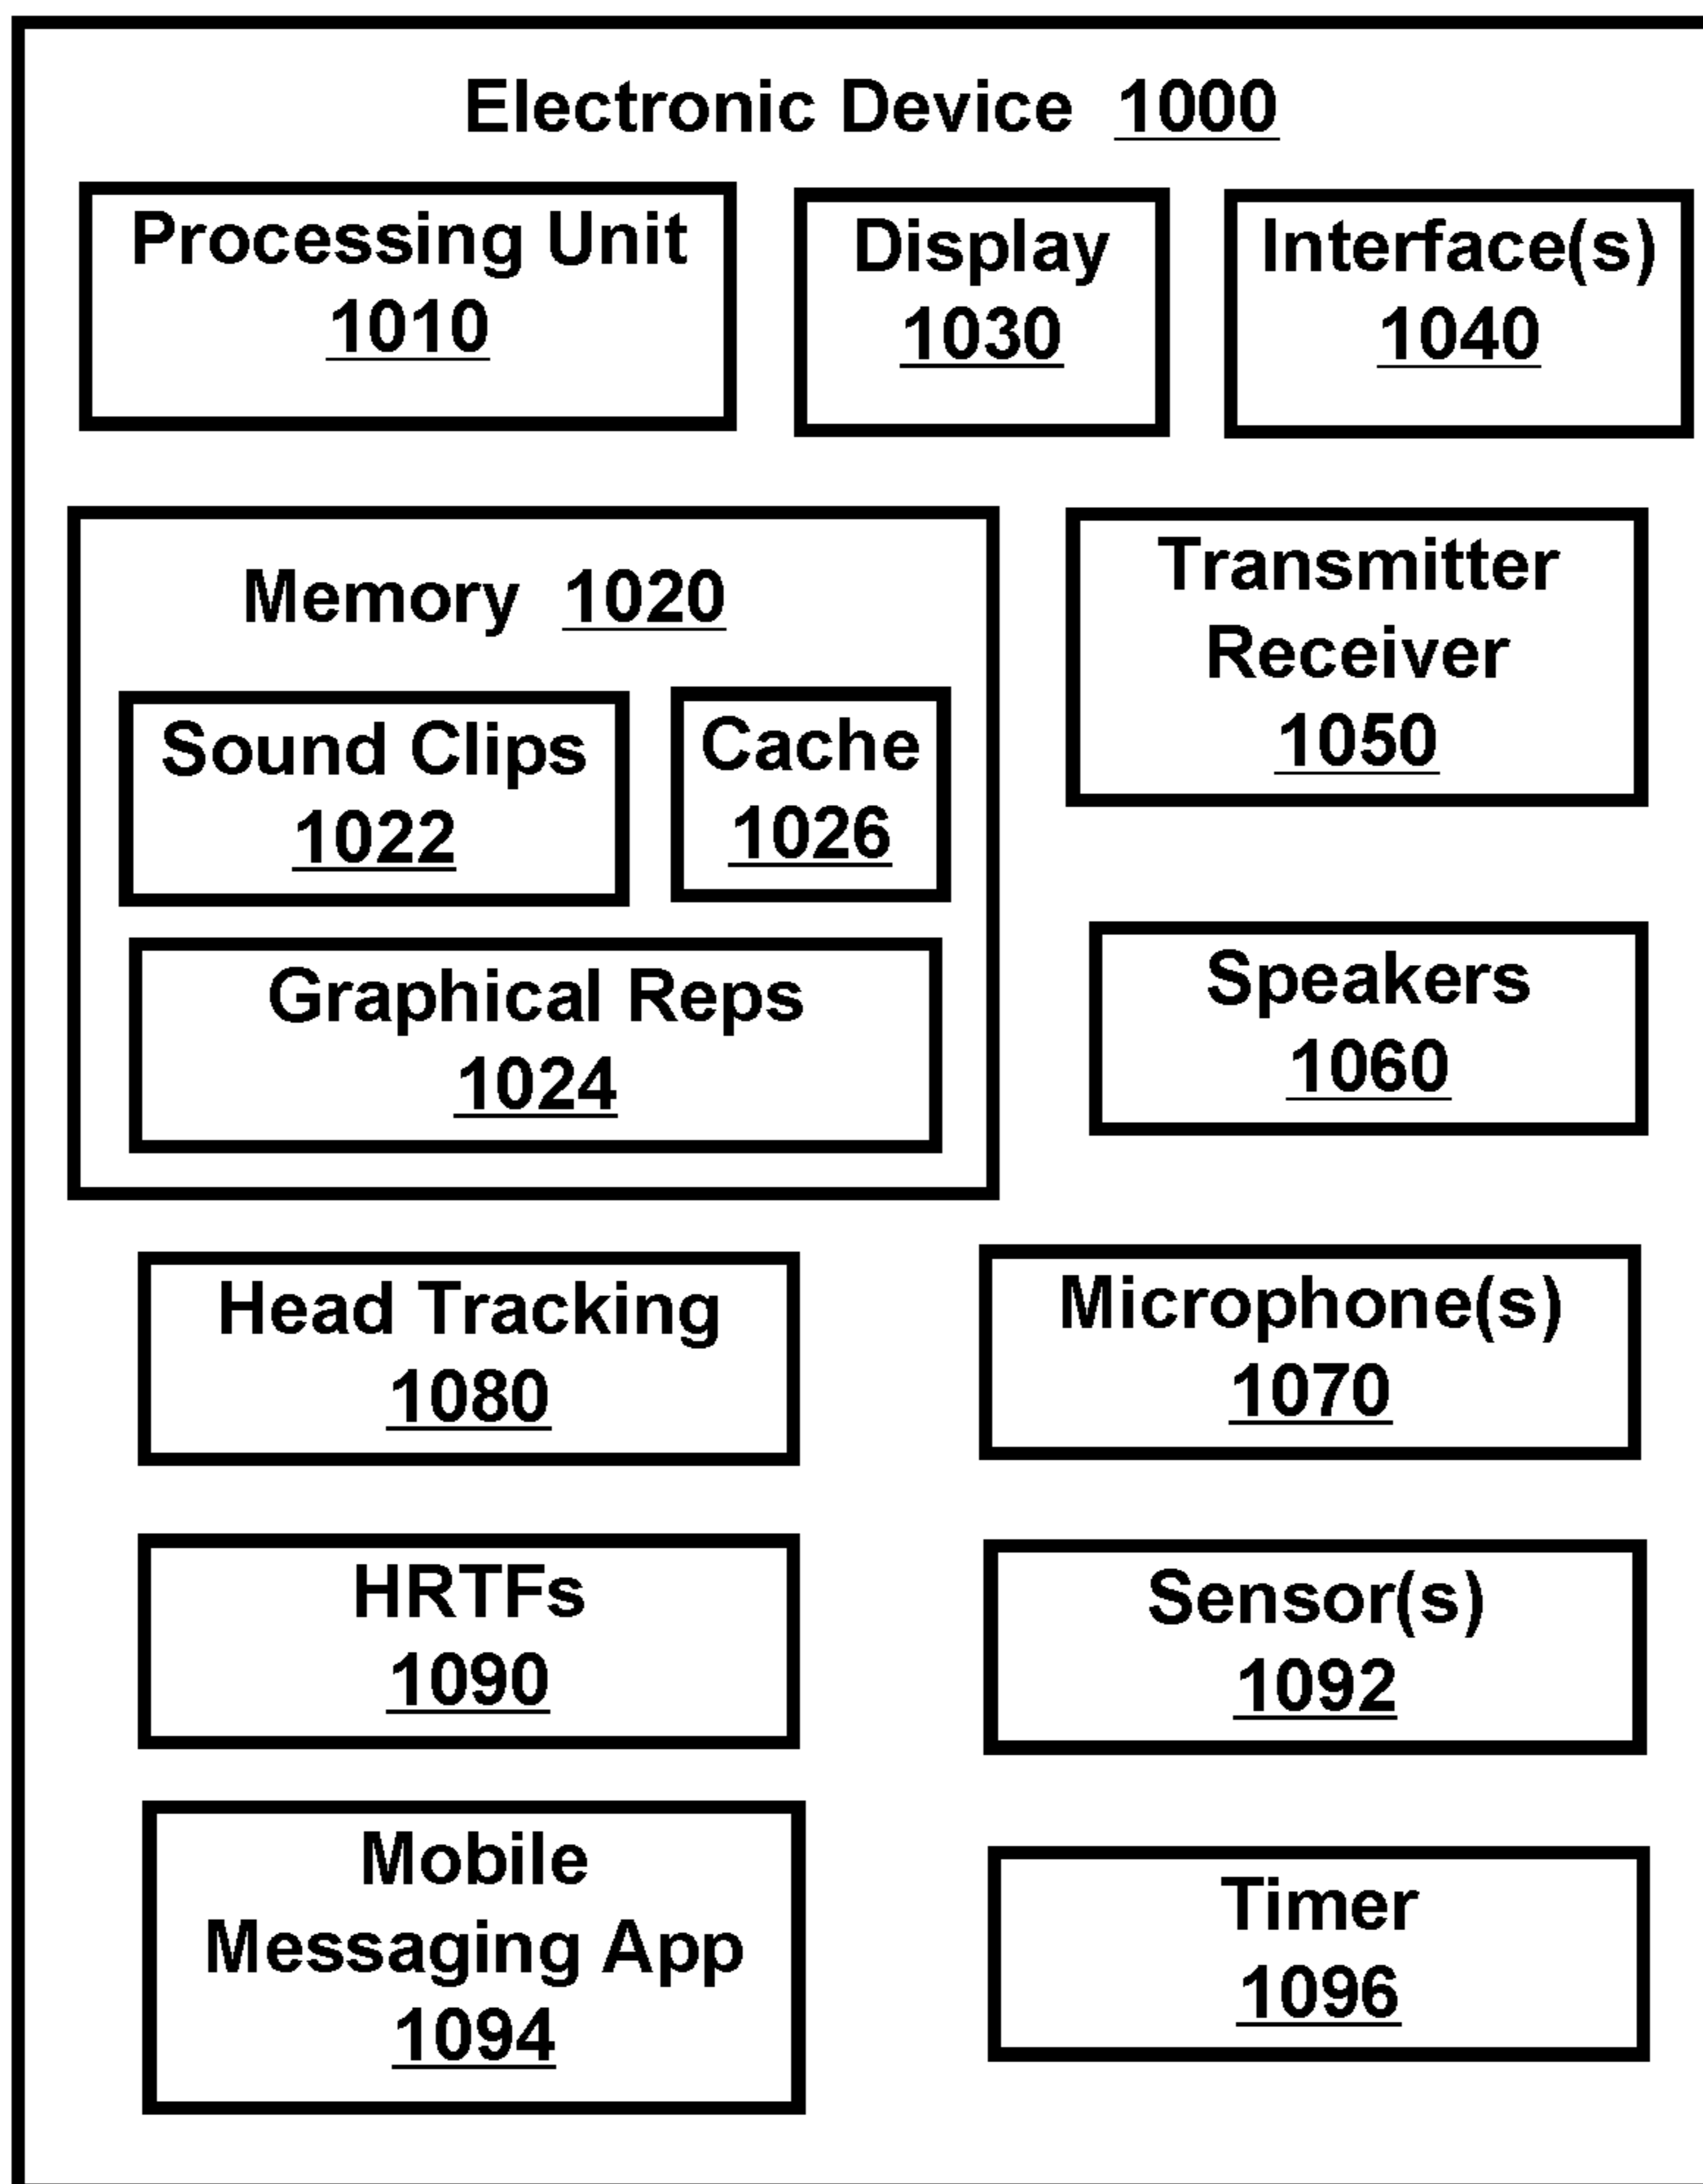 Electronic Device 1000
Processing Unit
1010
Display
1030
Interface(s)
1040
Memory 1020
Sound Clips
1022
Cache
1026
Graphical Reps
1024
Transmitter
Receiver
1050
Speakers
1060
Head Tracking
1080
Microphone(s)
1070
HRTFs
1090
Sensor(s)
1092
Mobile
Messaging App
1094
Timer
1096